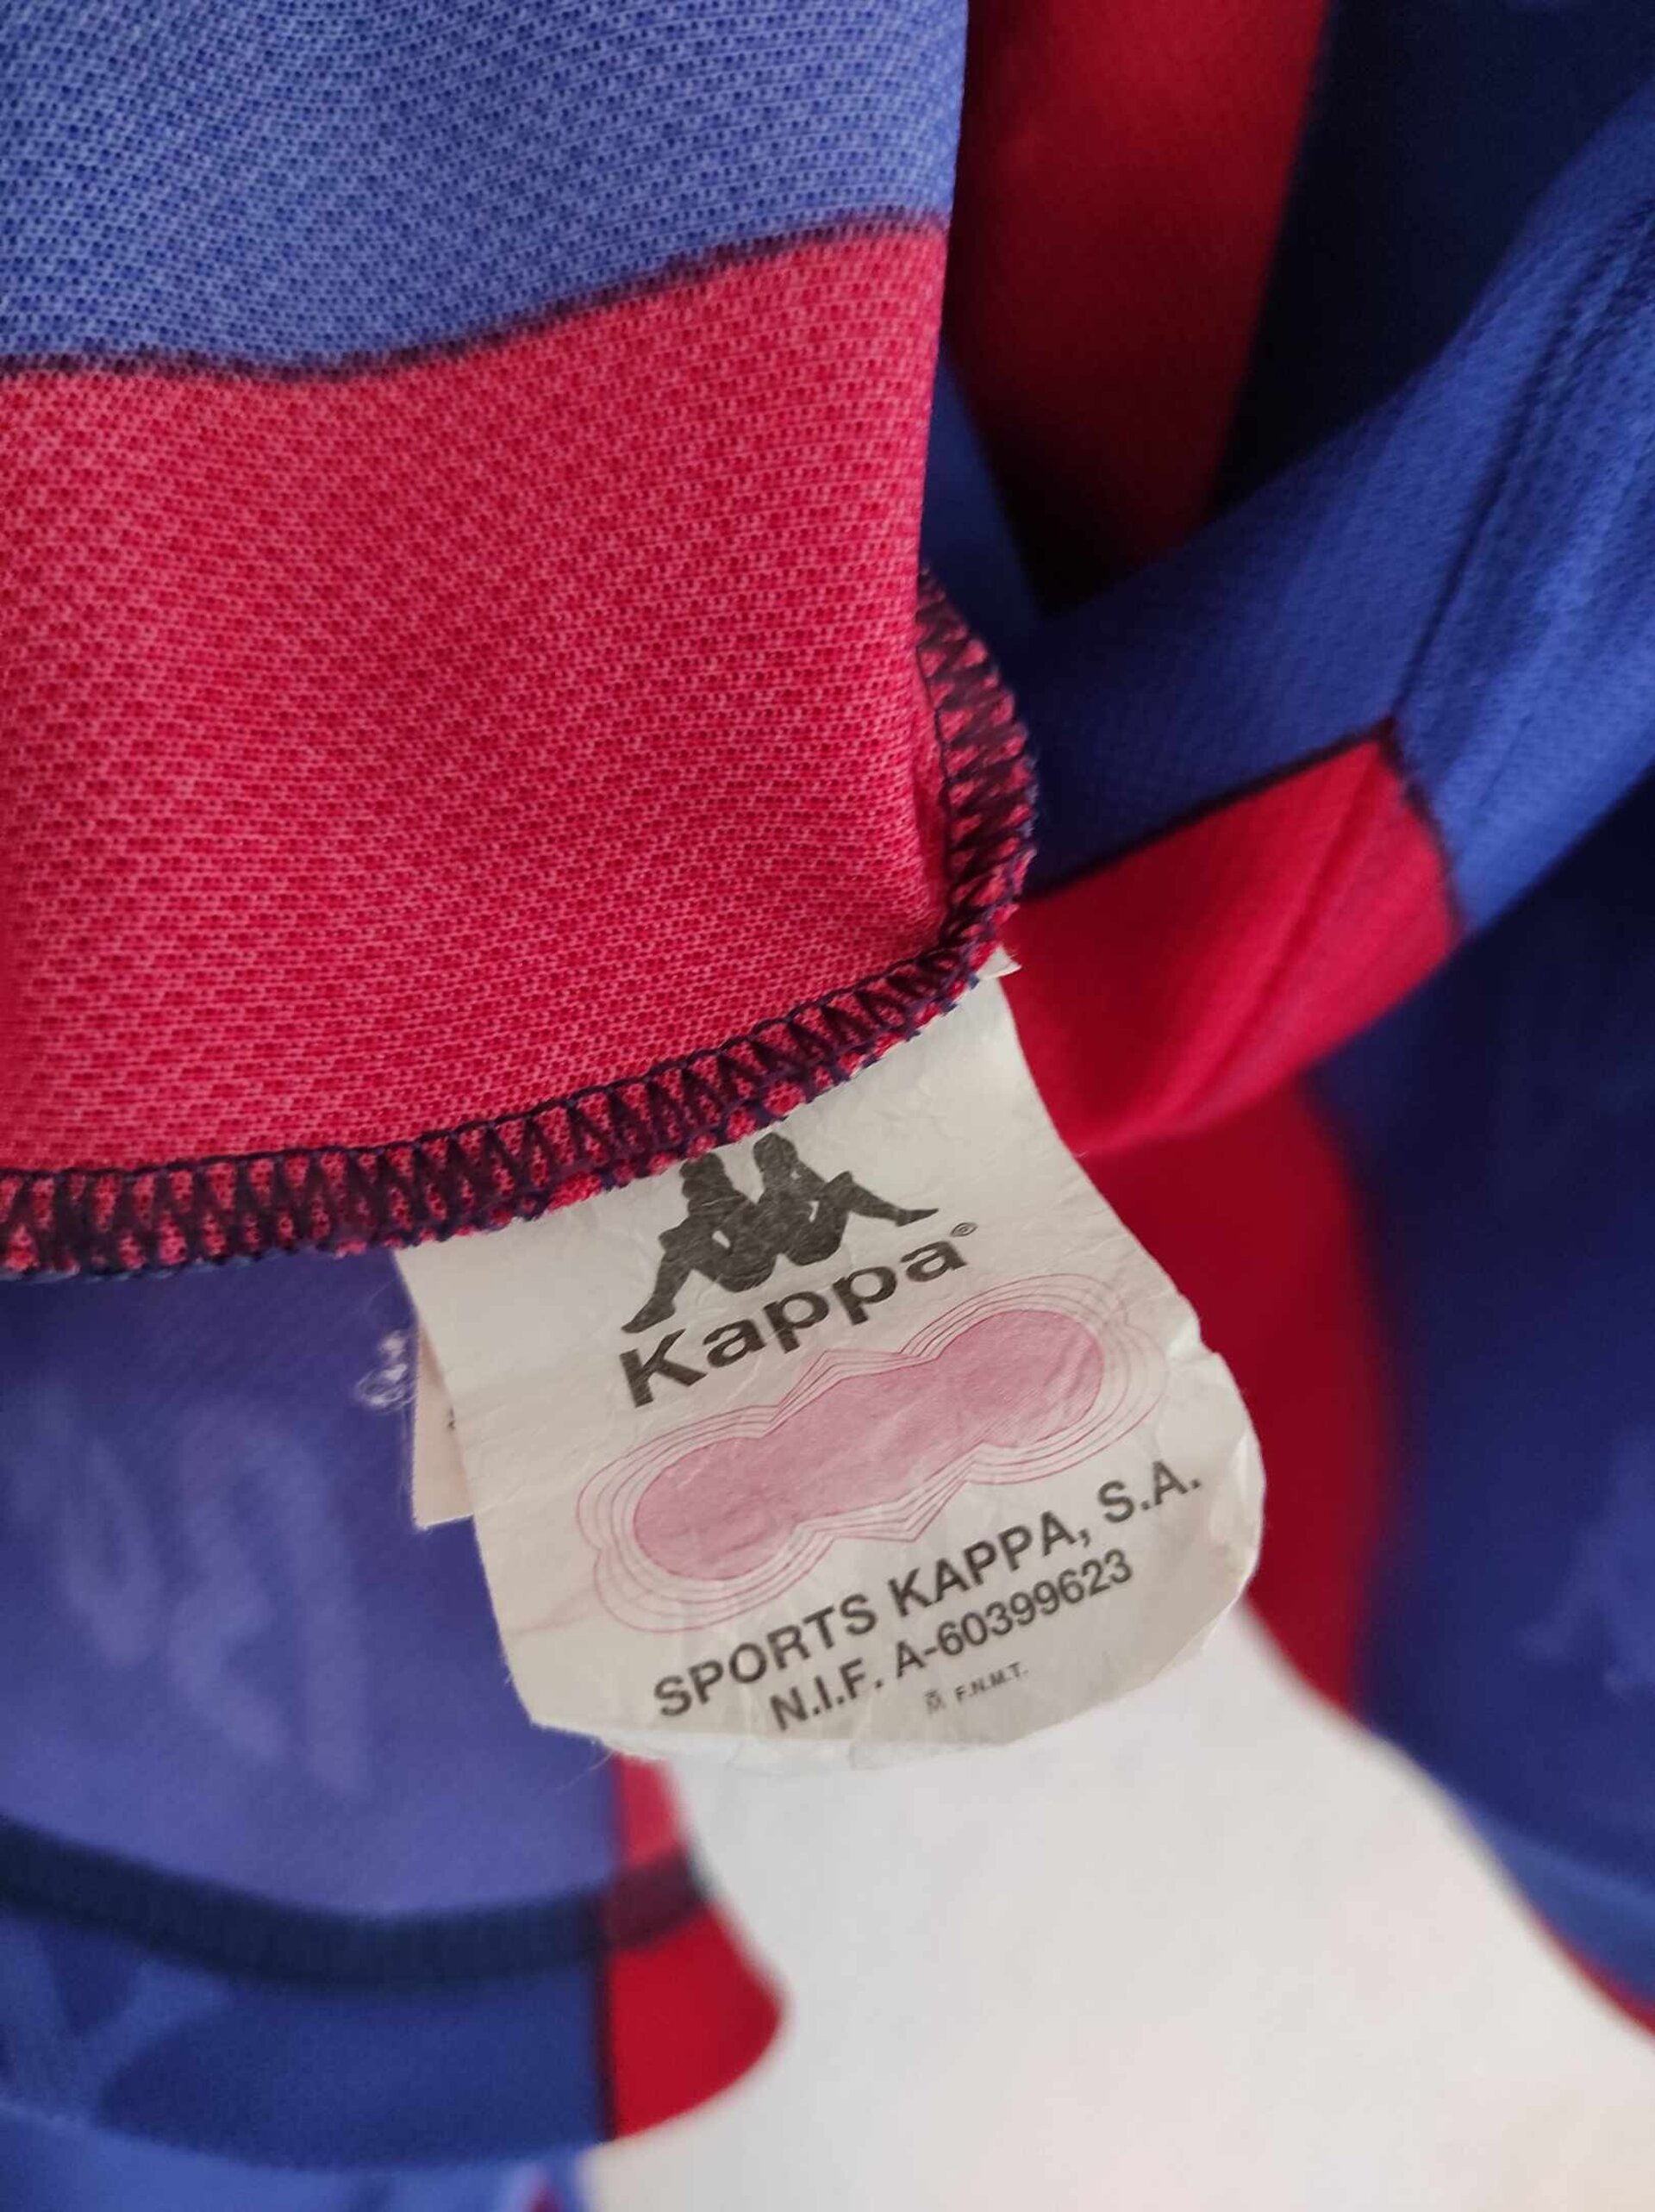 Kappa®
SPORTS KAPPA, S.A.
N.I.F. A-60399623
F.N.M.T.